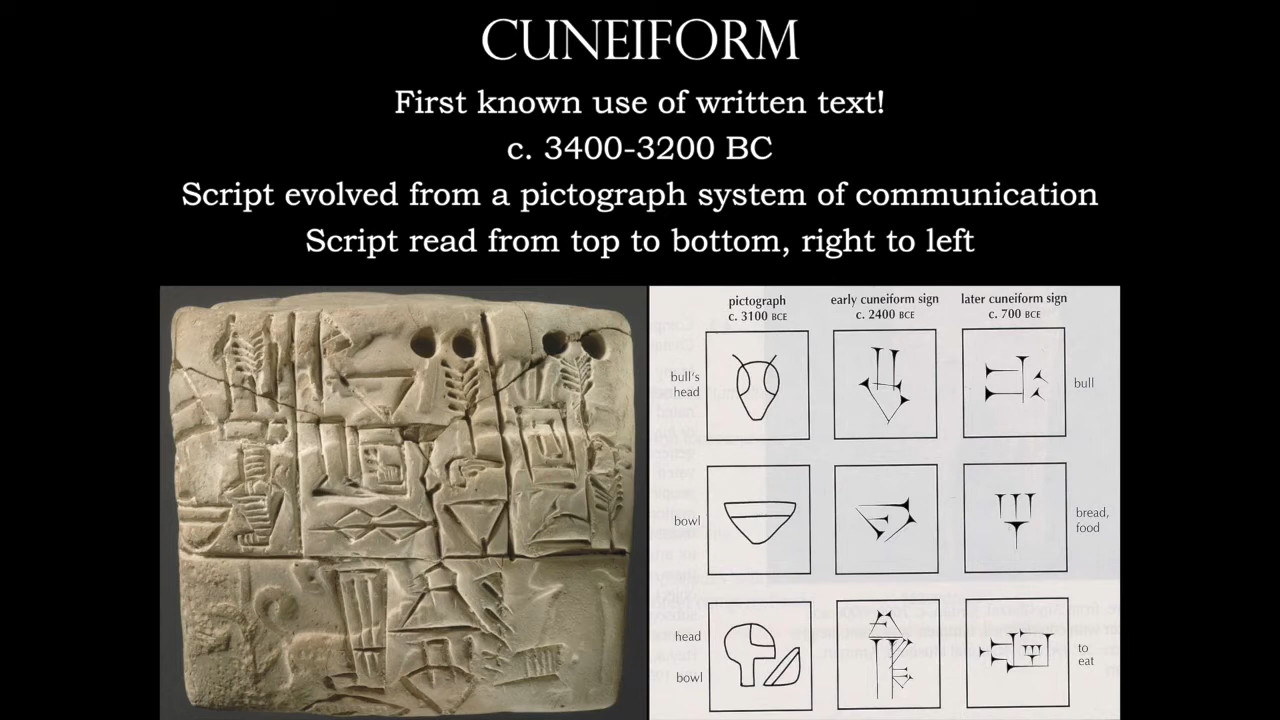 CUNEIFORM
First known use of written text!
c. 3400-3200 BC
Script evolved from a pictograph system of communication
Script read from top to bottom, right to left
pictograph
c. 3100 BCE
early cuneiform sign
c. 2400 BCE
later cuneiform sign
c. 700 BCE
bull's
head
bull
bowl
bread,
food
head
bowl
to
eat